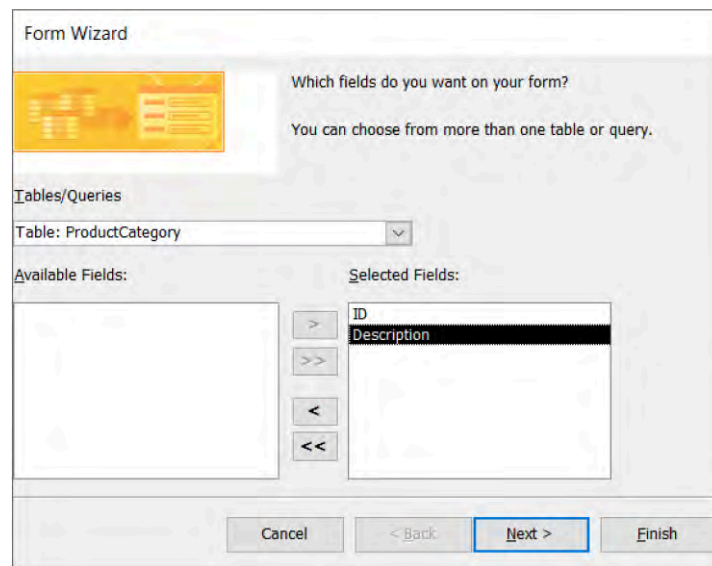 Form Wizard
Which fields do you want on your form?
You can choose from more than one table or query.
Tables/Queries
Table: ProductCategory
Available Fields:
Selected Fields:
ID
Description
>
>>
<
<<
Cancel
< Back
Next >
Finish